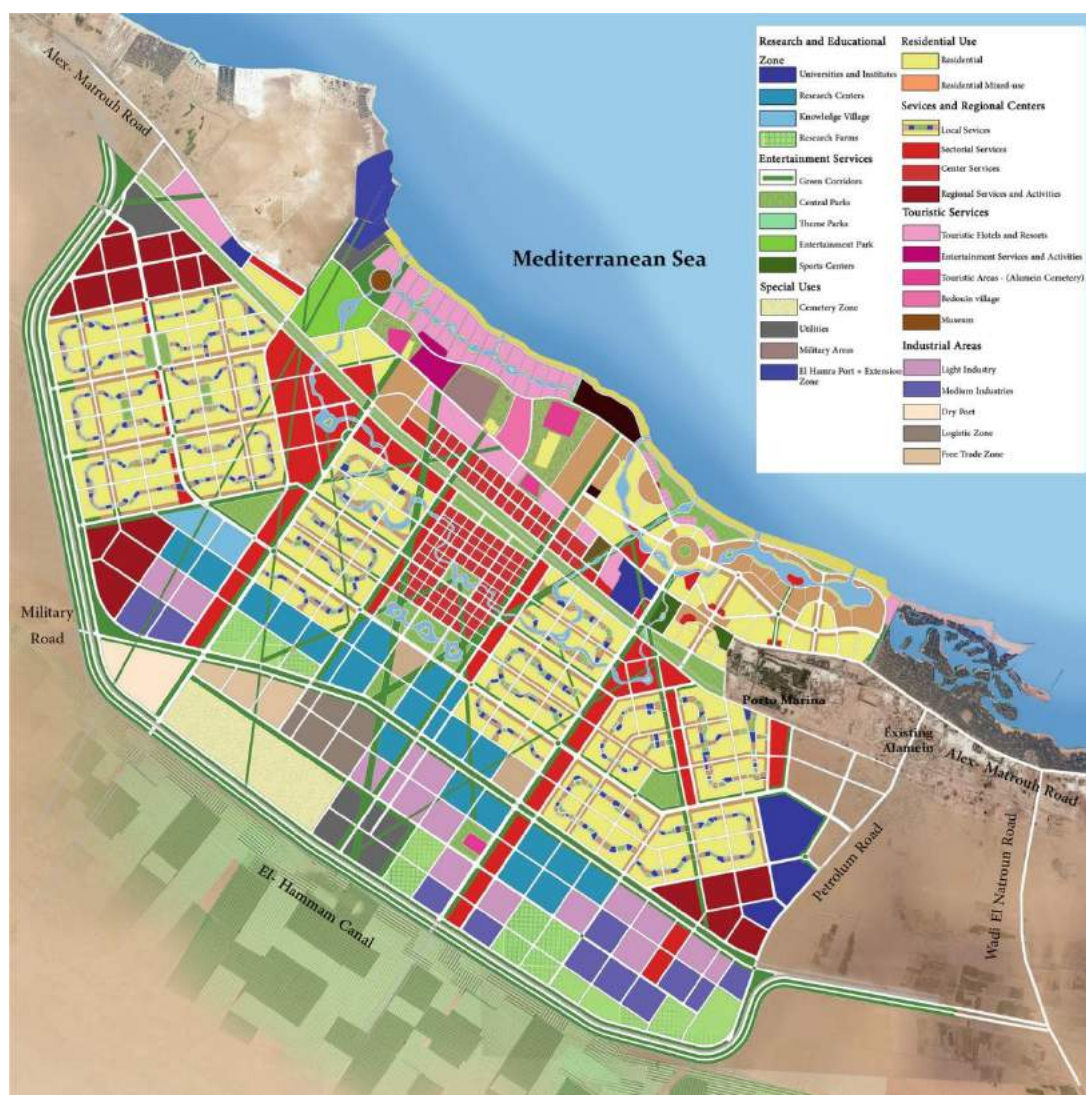 Alex- Matrouh Road
Mediterranean Sea
Military
Road
Porto Marina
Existing
Alamein
Alex- Matrouh Road
Petrolum Road
Wadi El Natroun Road
El- Hammam Canal
Research and Educational
Zone
Universities and Institutes
Research Centers
Knowledge Village
Research Farms
Entertainment Services
Green Corridors
Central Parks
Theme Parks
Entertainment Park
Sports Centers
Special Uses
Cemetery Zone
Utilities
Military Areas
El Hamra Port + Extension
Zone
Residential Use
Residential
Residential Mixed-use
Sevices and Regional Centers
Local Sevices
Sectorial Services
Center Services
Regional Services and Activities
Touristic Services
Touristic Hotels and Resorts
Entertainment Services and Activities
Touristic Areas - (Alamein Cemetery)
Bedouin village
Museum
Industrial Areas
Light Industry
Medium Industries
Dry Port
Logistic Zone
Free Trade Zone